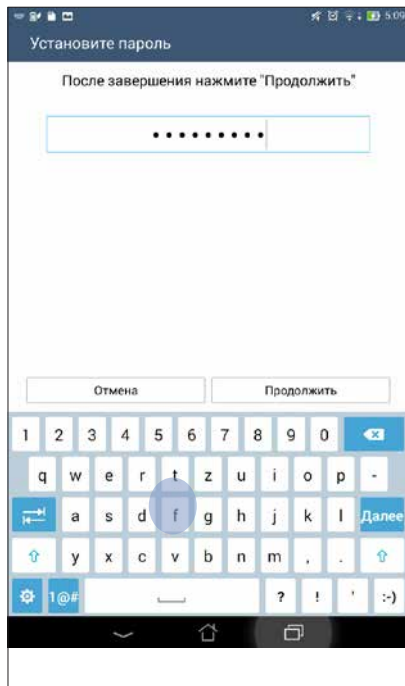 5:09
Установите пароль
После завершения нажмите "Продолжить"
•••••••••
Отмена Продолжить
1 2 3 4 5 6 7 8 9 0
q w e r t z u i o p -
a s d f g h j k l Далее
y x c v b n m , .
1@# ? ! ' :-)